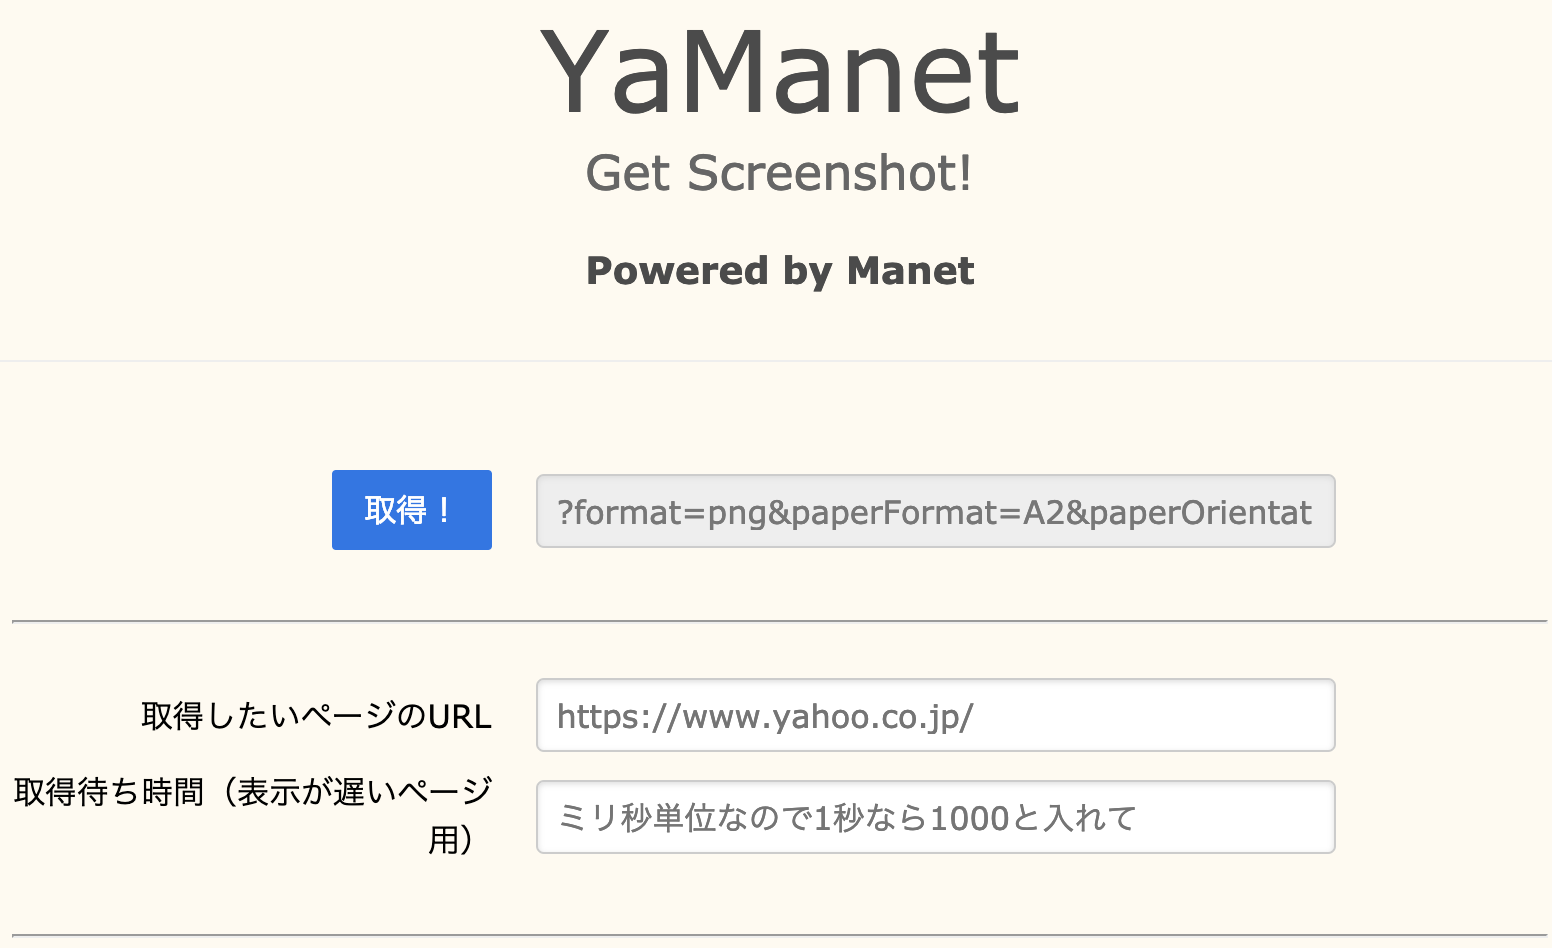 YaManet
Get Screenshot!
Powered by Manet
取得！
?format=png&paperFormat=A2&paperOrientat
取得したいページのURL
https://www.yahoo.co.jp/
取得待ち時間（表示が遅いページ
用）
ミリ秒単位なので1秒なら1000と入れて